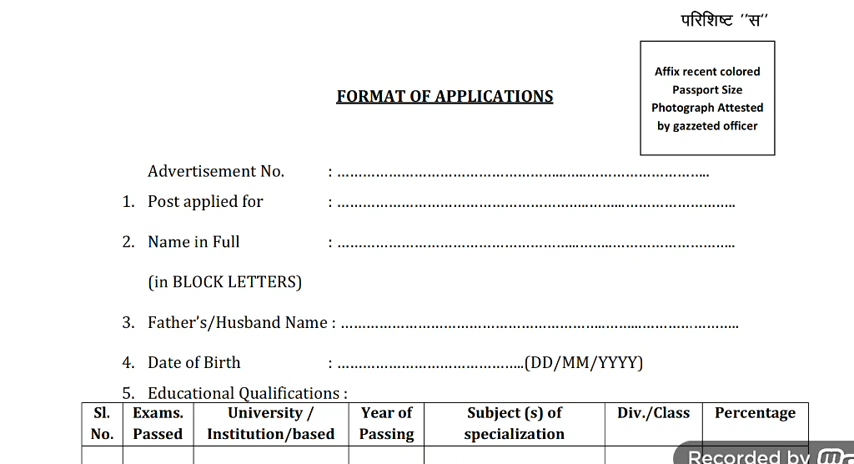 परिशिष्ट ''स''
Affix recent colored
Passport Size
Photograph Attested
by gazzeted officer
FORMAT OF APPLICATIONS
Advertisement No. : ................................................................................
1. Post applied for : ................................................................................
2. Name in Full : ................................................................................
(in BLOCK LETTERS)
3. Father's/Husband Name : ................................................................................
4. Date of Birth : ..........................................(DD/MM/YYYY)
5. Educational Qualifications :
Sl. Exams. University / Year of Subject (s) of Div./Class Percentage
No. Passed Institution/based Passing specialization
Recorded by